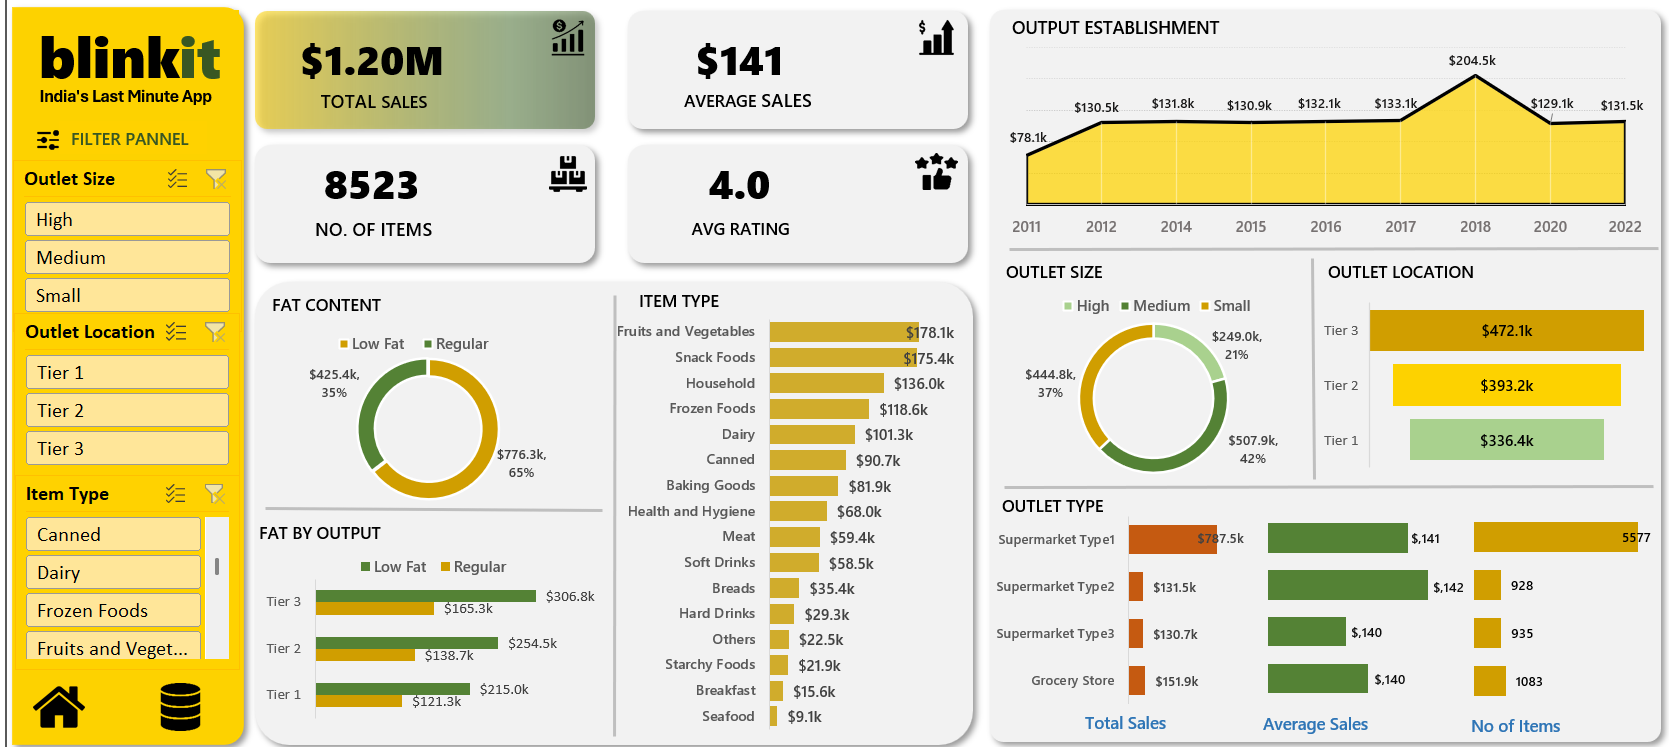 blinkit
India's Last Minute App
FILTER PANNEL
Outlet Size
High
Medium
Small
Outlet Location
Tier 1
Tier 2
Tier 3
Item Type
Canned
Dairy
Frozen Foods
Fruits and Veget...
$1.20M
TOTAL SALES
$141
AVERAGE SALES
8523
NO. OF ITEMS
4.0
AVG RATING
FAT CONTENT
Low Fat Regular
$425.4k,
35%
$776.3k,
65%
FAT BY OUTPUT
Low Fat Regular
Tier 3 $306.8k
$165.3k
Tier 2 $254.5k
$138.7k
Tier 1 $215.0k
$121.3k
ITEM TYPE
Fruits and Vegetables $178.1k
Snack Foods $175.4k
Household $136.0k
Frozen Foods $118.6k
Dairy $101.3k
Canned $90.7k
Baking Goods $81.9k
Health and Hygiene $68.0k
Meat $59.4k
Soft Drinks $58.5k
Breads $35.4k
Hard Drinks $29.3k
Others $22.5k
Starchy Foods $21.9k
Breakfast $15.6k
Seafood $9.1k
OUTPUT ESTABLISHMENT
$78.1k $130.5k $131.8k $130.9k $132.1k $133.1k $204.5k $129.1k $131.5k
2011 2012 2014 2015 2016 2017 2018 2020 2022
OUTLET SIZE
High Medium Small
$249.0k,
21%
$444.8k,
37%
$507.9k,
42%
OUTLET LOCATION
Tier 3 $472.1k
Tier 2 $393.2k
Tier 1 $336.4k
OUTLET TYPE
Supermarket Type1 $787.5k $,141 5577
Supermarket Type2 $131.5k $,142 928
Supermarket Type3 $130.7k $,140 935
Grocery Store $151.9k $,140 1083
Total Sales Average Sales No of Items